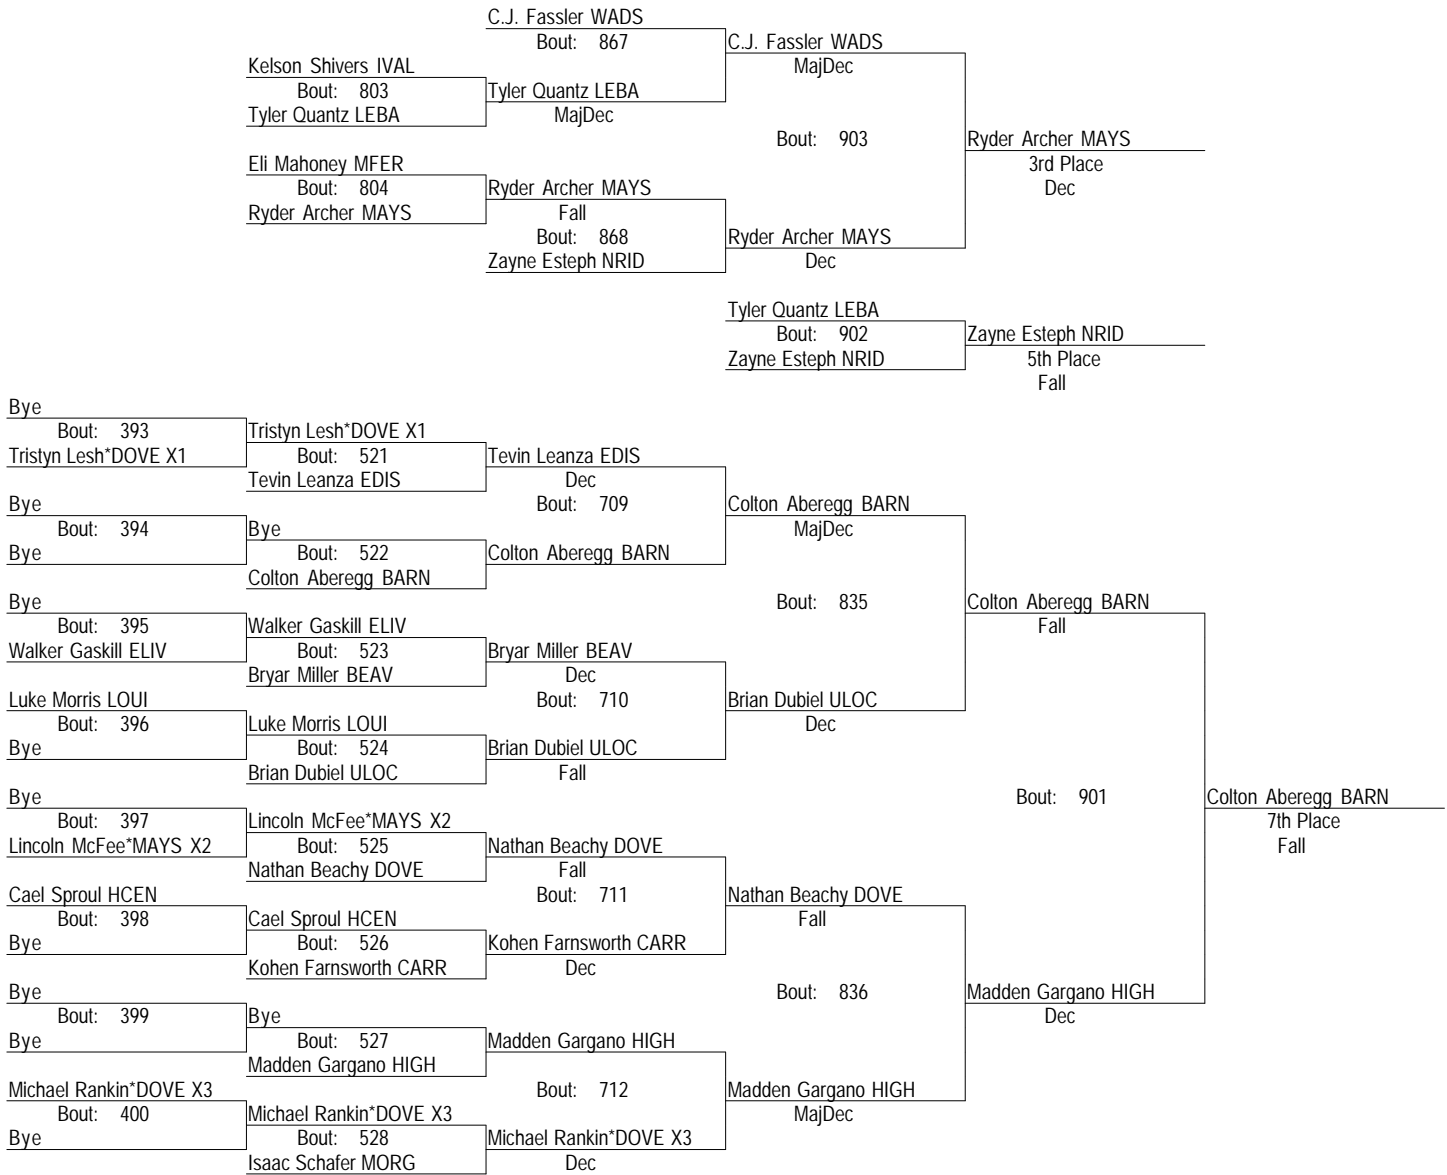 C.J. Fassler WADS
Bout: 867
C.J. Fassler WADS
Kelson Shivers IVAL
MajDec
Bout: 803
Tyler Quantz LEBA
Tyler Quantz LEBA
MajDec
Bout: 903
Ryder Archer MAYS
Eli Mahoney MFER
3rd Place
Bout: 804
Ryder Archer MAYS
Dec
Ryder Archer MAYS
Fall
Bout: 868
Ryder Archer MAYS
Zayne Esteph NRID
Dec
Tyler Quantz LEBA
Bout: 902
Zayne Esteph NRID
Zayne Esteph NRID
5th Place
Fall
Bye
Bout: 393
Tristyn Lesh*DOVE X1
Tristyn Lesh*DOVE X1
Bout: 521
Tevin Leanza EDIS
Tevin Leanza EDIS
Dec
Bye
Bout: 709
Colton Aberegg BARN
Bout: 394
Bye
MajDec
Bye
Bout: 522
Colton Aberegg BARN
Colton Aberegg BARN
Bye
Bout: 835
Colton Aberegg BARN
Bout: 395
Walker Gaskill ELIV
Fall
Walker Gaskill ELIV
Bout: 523
Bryar Miller BEAV
Bryar Miller BEAV
Dec
Luke Morris LOUI
Bout: 710
Brian Dubiel ULOC
Bout: 396
Luke Morris LOUI
Dec
Bye
Bout: 524
Brian Dubiel ULOC
Brian Dubiel ULOC
Fall
Bye
Bout: 901
Colton Aberegg BARN
Bout: 397
Lincoln McFee*MAYS X2
7th Place
Lincoln McFee*MAYS X2
Bout: 525
Nathan Beachy DOVE
Fall
Nathan Beachy DOVE
Fall
Cael Sproul HCEN
Bout: 711
Nathan Beachy DOVE
Bout: 398
Cael Sproul HCEN
Fall
Bye
Bout: 526
Kohen Farnsworth CARR
Kohen Farnsworth CARR
Dec
Bye
Bout: 836
Madden Gargano HIGH
Bout: 399
Bye
Dec
Bye
Bout: 527
Madden Gargano HIGH
Madden Gargano HIGH
Michael Rankin*DOVE X3
Bout: 712
Madden Gargano HIGH
Bout: 400
Michael Rankin*DOVE X3
MajDec
Bye
Bout: 528
Michael Rankin*DOVE X3
Isaac Schafer MORG
Dec